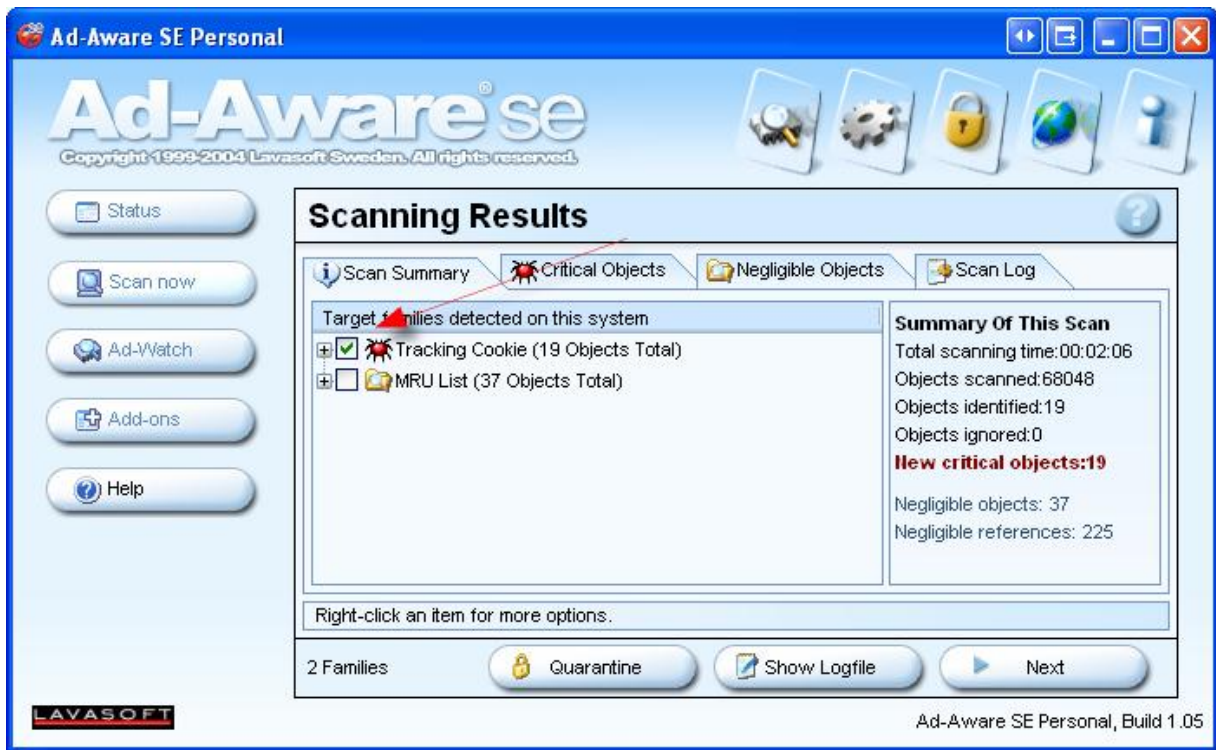 Ad-Aware SE Personal
Ad-Aware® se
Copyright 1999-2004 Lavasoft Sweden. All rights reserved.
Status
Scan now
Ad-Watch
Add-ons
Help
Scanning Results
Scan Summary
Critical Objects
Negligible Objects
Scan Log
Target families detected on this system
Tracking Cookie (19 Objects Total)
MRU List (37 Objects Total)
Summary Of This Scan
Total scanning time:00:02:06
Objects scanned:68048
Objects identified:19
Objects ignored:0
New critical objects:19
Negligible objects: 37
Negligible references: 225
Right-click an item for more options.
2 Families
Quarantine
Show Logfile
Next
LAVASOFT
Ad-Aware SE Personal, Build 1.05